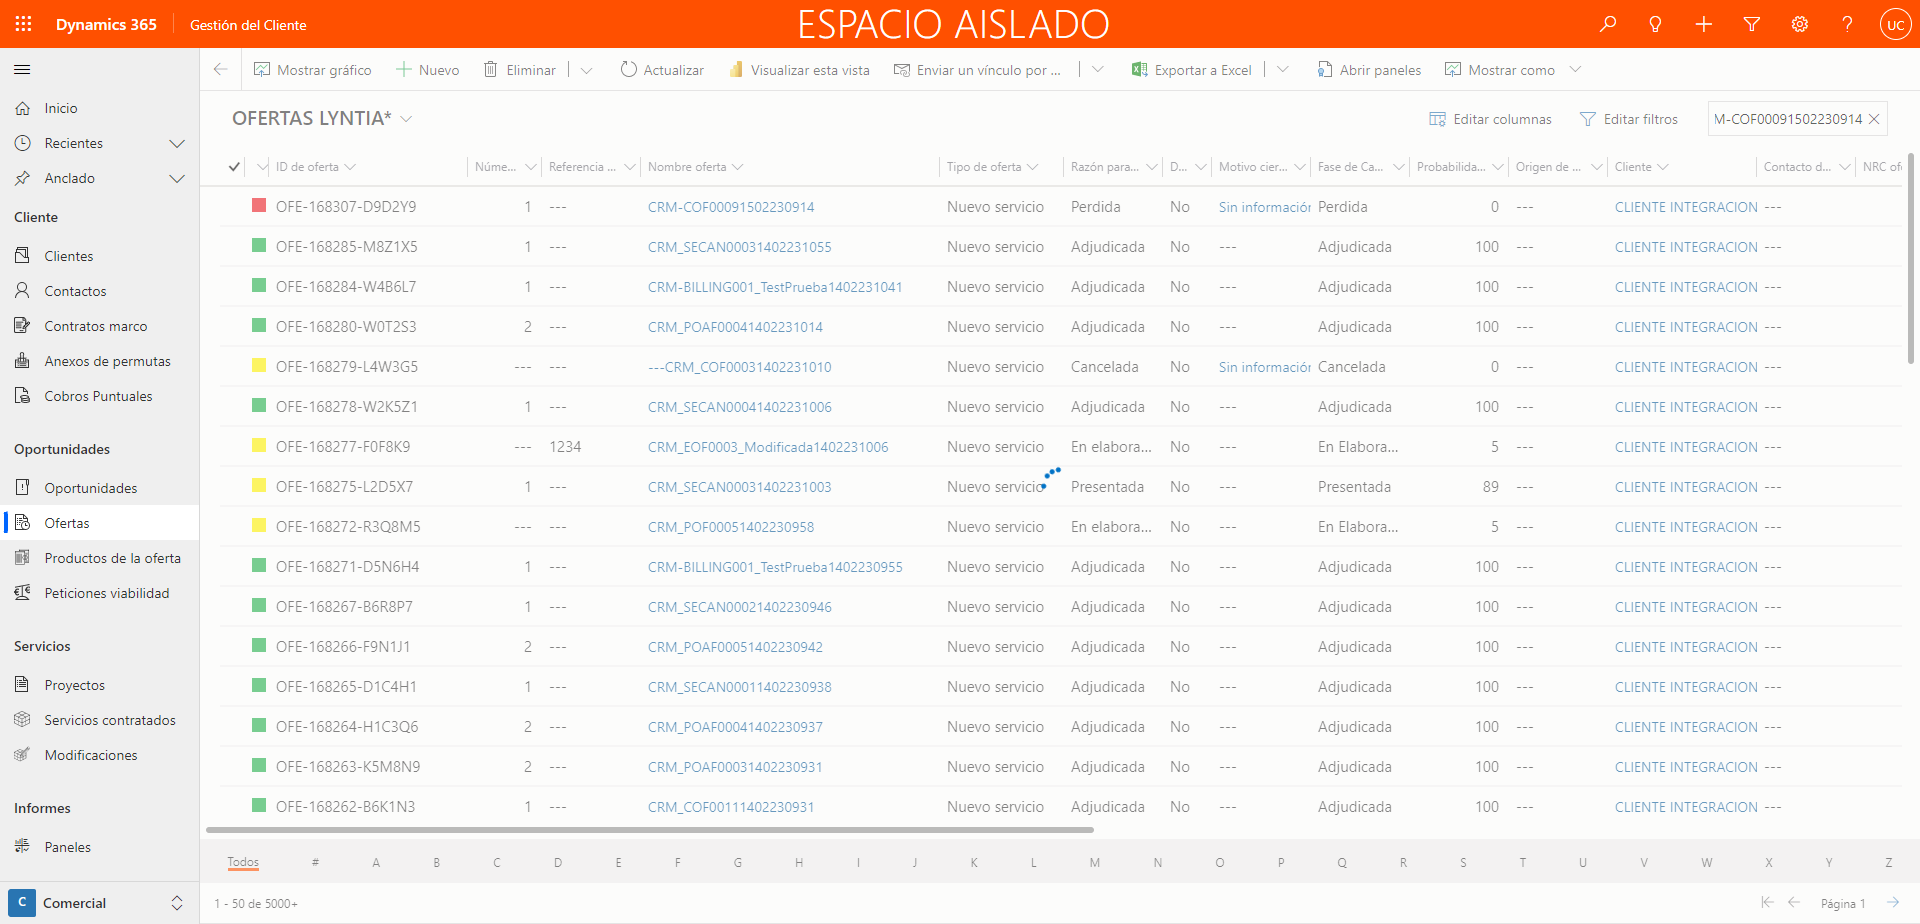 Dynamics 365 Gestión del Cliente ESPACIO AISLADO UC
Mostrar gráfico Nuevo Eliminar Actualizar Visualizar esta vista Enviar un vínculo por ... Exportar a Excel Abrir paneles Mostrar como
Inicio
Recientes
Anclado
Cliente
Clientes
Contactos
Contratos marco
Anexos de permutas
Cobros Puntuales
Oportunidades
Oportunidades
Ofertas
Productos de la oferta
Peticiones viabilidad
Servicios
Proyectos
Servicios contratados
Modificaciones
Informes
Paneles
C Comercial
OFERTAS LYNTIA* Editar columnas Editar filtros M-COF00091502230914
ID de oferta Núme... Referencia ... Nombre oferta Tipo de oferta Razón para... D... Motivo cier... Fase de Ca... Probabilida... Origen de ... Cliente Contacto d... NRC ofe
OFE-168307-D9D2Y9 1 --- CRM-COF00091502230914 Nuevo servicio Perdida No Sin información Perdida 0 --- CLIENTE INTEGRACION ---
OFE-168285-M8Z1X5 1 --- CRM_SECAN00031402231055 Nuevo servicio Adjudicada No --- Adjudicada 100 --- CLIENTE INTEGRACION ---
OFE-168284-W4B6L7 1 --- CRM-BILLING001_TestPrueba1402231041 Nuevo servicio Adjudicada No --- Adjudicada 100 --- CLIENTE INTEGRACION ---
OFE-168280-W0T2S3 2 --- CRM_POAF00041402231014 Nuevo servicio Adjudicada No --- Adjudicada 100 --- CLIENTE INTEGRACION ---
OFE-168279-L4W3G5 --- --- ---CRM_COF00031402231010 Nuevo servicio Cancelada No Sin información Cancelada 0 --- CLIENTE INTEGRACION ---
OFE-168278-W2K5Z1 1 --- CRM_SECAN00041402231006 Nuevo servicio Adjudicada No --- Adjudicada 100 --- CLIENTE INTEGRACION ---
OFE-168277-F0F8K9 --- 1234 CRM_EOF0003_Modificada1402231006 Nuevo servicio En elabora... No --- En Elabora... 5 --- CLIENTE INTEGRACION ---
OFE-168275-L2D5X7 1 --- CRM_SECAN00031402231003 Nuevo servicio Presentada No --- Presentada 89 --- CLIENTE INTEGRACION ---
OFE-168272-R3Q8M5 --- --- CRM_POF00051402230958 Nuevo servicio En elabora... No --- En Elabora... 5 --- CLIENTE INTEGRACION ---
OFE-168271-D5N6H4 1 --- CRM-BILLING001_TestPrueba1402230955 Nuevo servicio Adjudicada No --- Adjudicada 100 --- CLIENTE INTEGRACION ---
OFE-168267-B6R8P7 1 --- CRM_SECAN00021402230946 Nuevo servicio Adjudicada No --- Adjudicada 100 --- CLIENTE INTEGRACION ---
OFE-168266-F9N1J1 2 --- CRM_POAF00051402230942 Nuevo servicio Adjudicada No --- Adjudicada 100 --- CLIENTE INTEGRACION ---
OFE-168265-D1C4H1 1 --- CRM_SECAN00011402230938 Nuevo servicio Adjudicada No --- Adjudicada 100 --- CLIENTE INTEGRACION ---
OFE-168264-H1C3Q6 2 --- CRM_POAF00041402230937 Nuevo servicio Adjudicada No --- Adjudicada 100 --- CLIENTE INTEGRACION ---
OFE-168263-K5M8N9 2 --- CRM_POAF00031402230931 Nuevo servicio Adjudicada No --- Adjudicada 100 --- CLIENTE INTEGRACION ---
OFE-168262-B6K1N3 1 --- CRM_COF00111402230931 Nuevo servicio Adjudicada No --- Adjudicada 100 --- CLIENTE INTEGRACION ---
Todos # A B C D E F G H I J K L M N O P Q R S T U V W X Y Z
1 - 50 de 5000+ Página 1